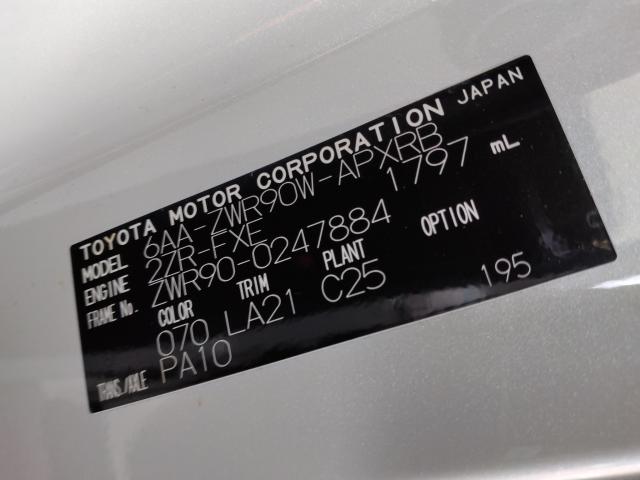 TOYOTA MOTOR CORPORATION JAPAN
MODEL 6AA-ZWR90W-APXRB
ENGINE 2ZR-FXE 1797 mL
FRAME No. ZWR90-0247884
COLOR TRIM PLANT OPTION
070 LA21 C25 195
TRANS./AXLE PA10